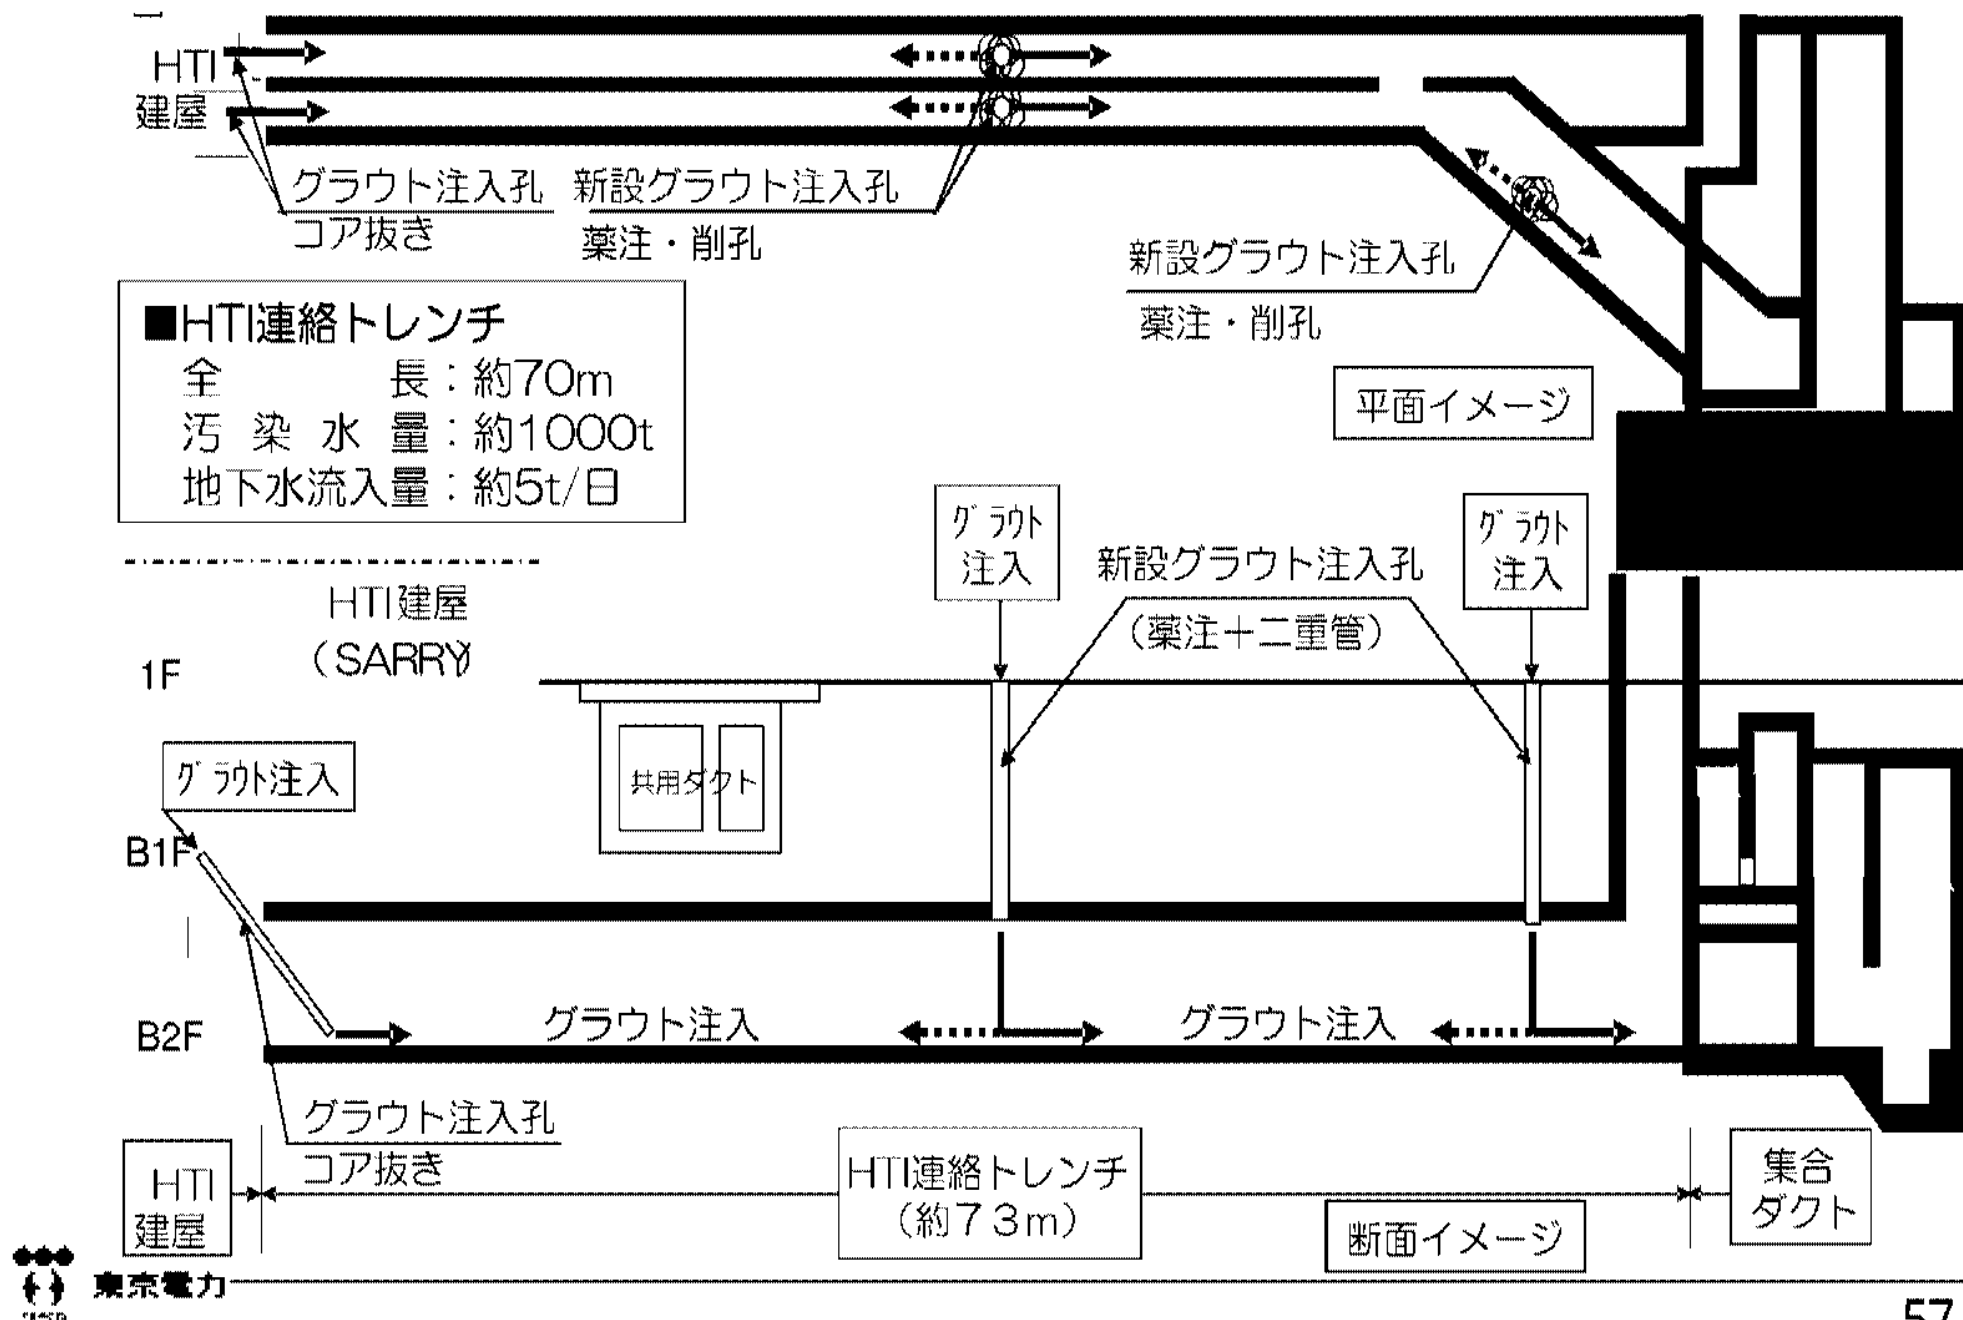 HTI
建屋
グラウト注入孔
コア抜き
新設グラウト注入孔
薬注・削孔
新設グラウト注入孔
薬注・削孔
■HTI連絡トレンチ
全長：約70m
汚染水量：約1000t
地下水流入量：約5t/日
平面イメージ
グラウト
注入
新設グラウト注入孔
（薬注＋二重管）
グラウト
注入
HTI建屋
（SARRY）
1F
共用ダクト
グラウト注入
B1F
B2F
グラウト注入
グラウト注入
グラウト注入孔
コア抜き
HTI
建屋
HTI連絡トレンチ
（約７３m）
断面イメージ
集合
ダクト
東京電力
57